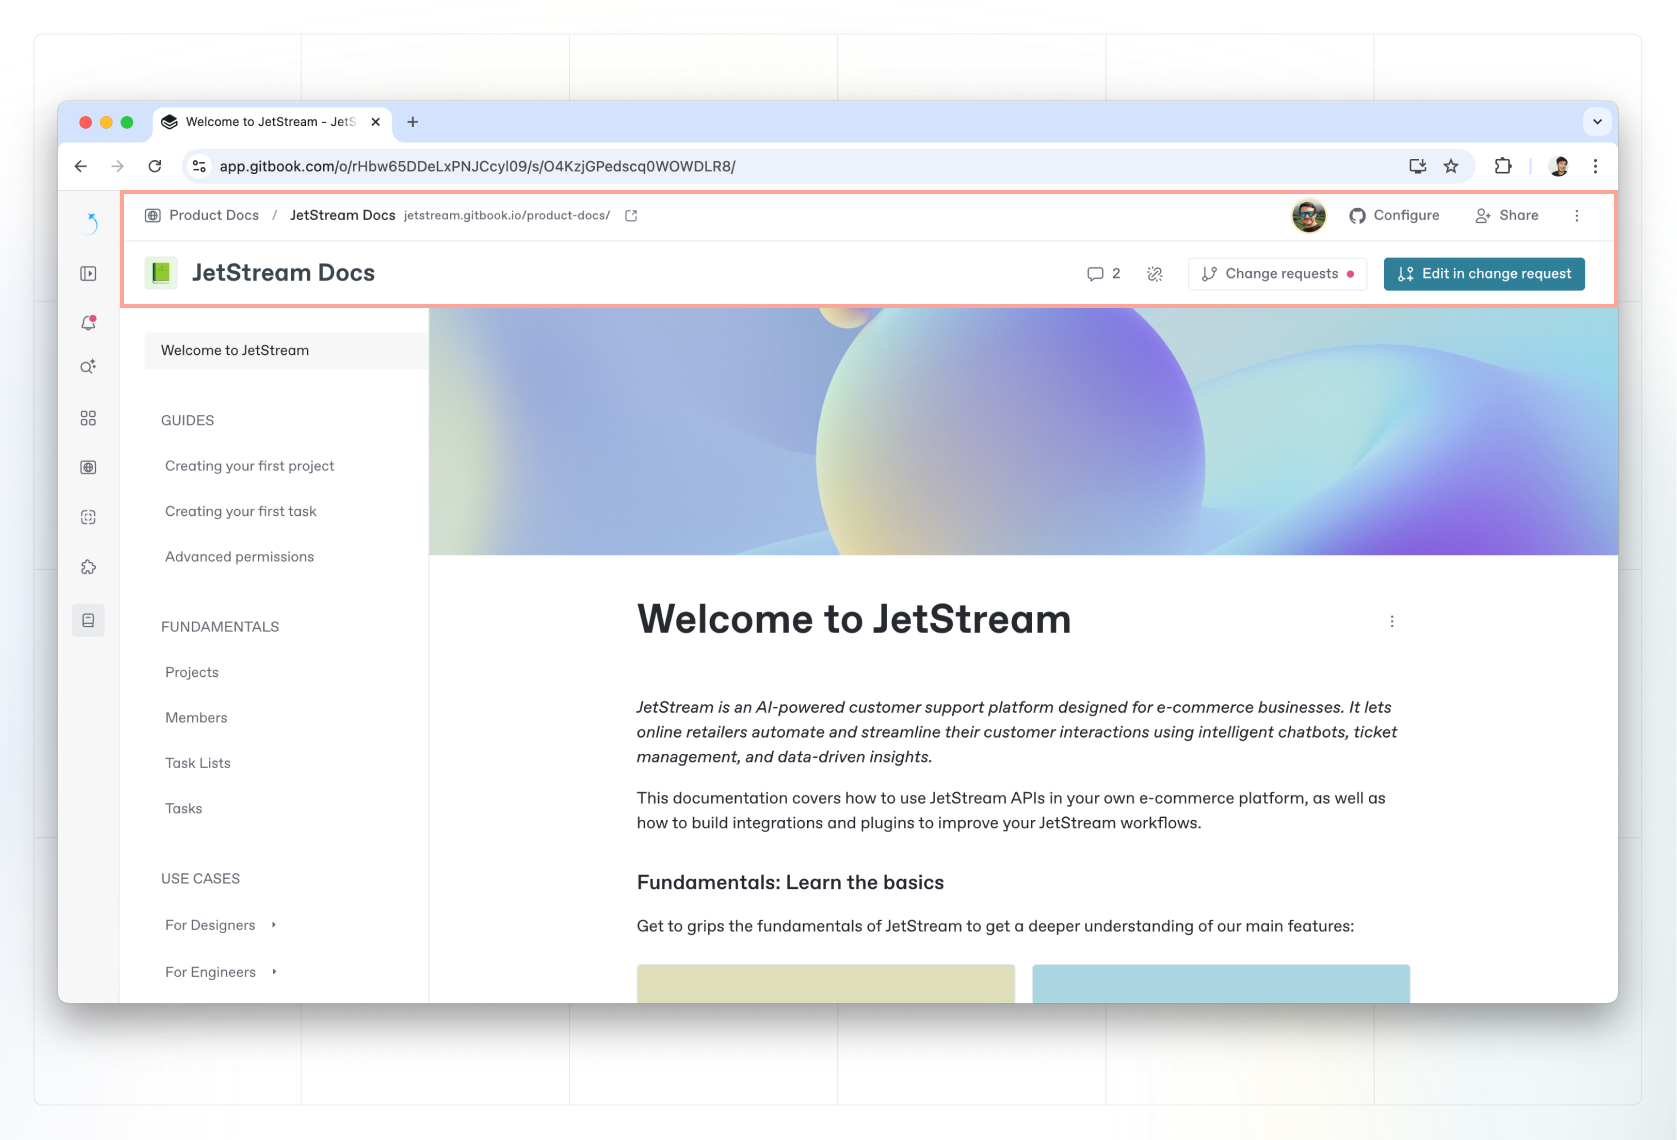 Welcome to JetStream - JetS
app.gitbook.com/o/rHbw65DDeLxPNJCcyl09/s/O4KzjGPedscq0WOWDLR8/
Product Docs / JetStream Docs jetstream.gitbook.io/product-docs/
Configure
Share
JetStream Docs
2
Change requests
Edit in change request
Welcome to JetStream
GUIDES
Creating your first project
Creating your first task
Advanced permissions
FUNDAMENTALS
Projects
Members
Task Lists
Tasks
USE CASES
For Designers
For Engineers
Welcome to JetStream
JetStream is an AI-powered customer support platform designed for e-commerce businesses. It lets
online retailers automate and streamline their customer interactions using intelligent chatbots, ticket
management, and data-driven insights.
This documentation covers how to use JetStream APIs in your own e-commerce platform, as well as
how to build integrations and plugins to improve your JetStream workflows.
Fundamentals: Learn the basics
Get to grips the fundamentals of JetStream to get a deeper understanding of our main features: